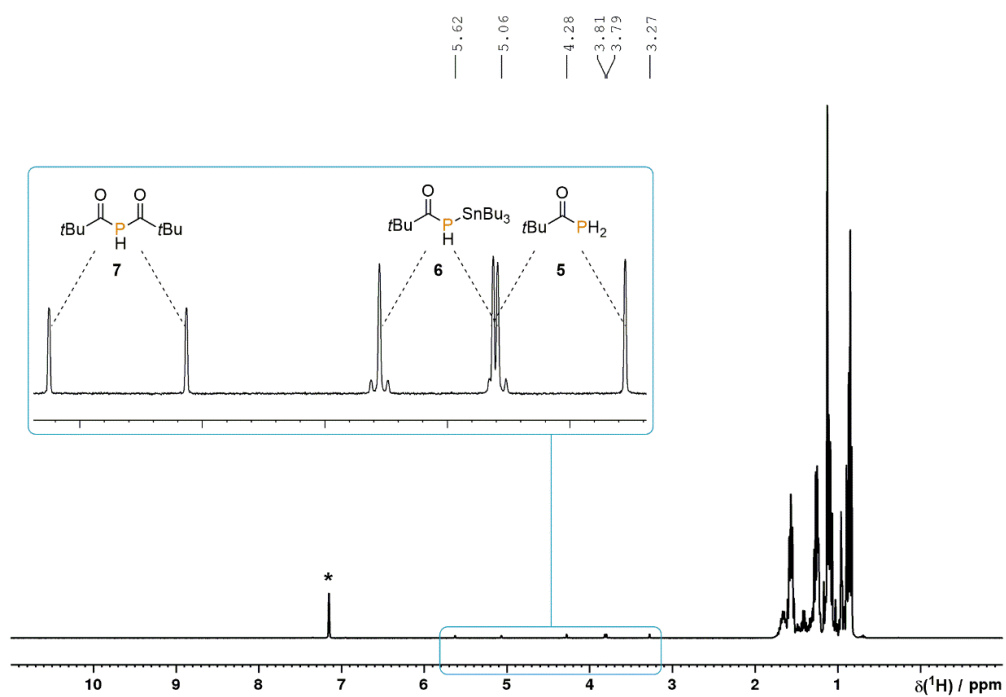 5.62
5.06
4.28
3.81
3.79
3.27
O O
tBu P tBu
H
7
O
tBu P SnBu3
H
6
O
tBu PH2
5
*
10 9 8 7 6 5 4 3 2 1 δ(¹H) / ppm